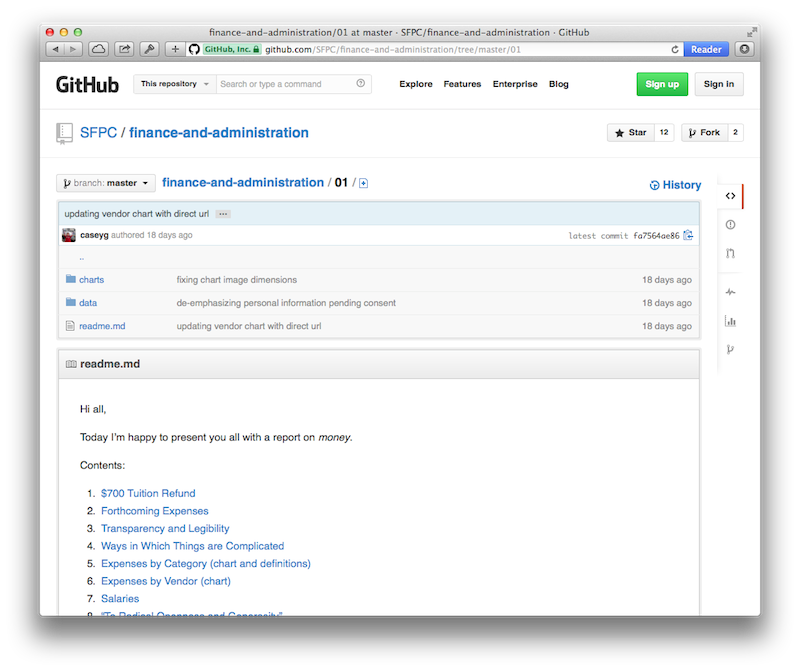 finance-and-administration/01 at master · SFPC/finance-and-administration · GitHub
GitHub, Inc. github.com/SFPC/finance-and-administration/tree/master/01 Reader
GitHub This repository Search or type a command Explore Features Enterprise Blog Sign up Sign in
SFPC / finance-and-administration Star 12 Fork 2
branch: master finance-and-administration / 01 / History
updating vendor chart with direct url ...
caseyg authored 18 days ago latest commit fa7564ae86
..
charts fixing chart image dimensions 18 days ago
data de-emphasizing personal information pending consent 18 days ago
readme.md updating vendor chart with direct url 18 days ago
readme.md
Hi all,
Today I'm happy to present you all with a report on money.
Contents:
1. $700 Tuition Refund
2. Forthcoming Expenses
3. Transparency and Legibility
4. Ways in Which Things are Complicated
5. Expenses by Category (chart and definitions)
6. Expenses by Vendor (chart)
7. Salaries
8. "To Radical Openness and Generosity"